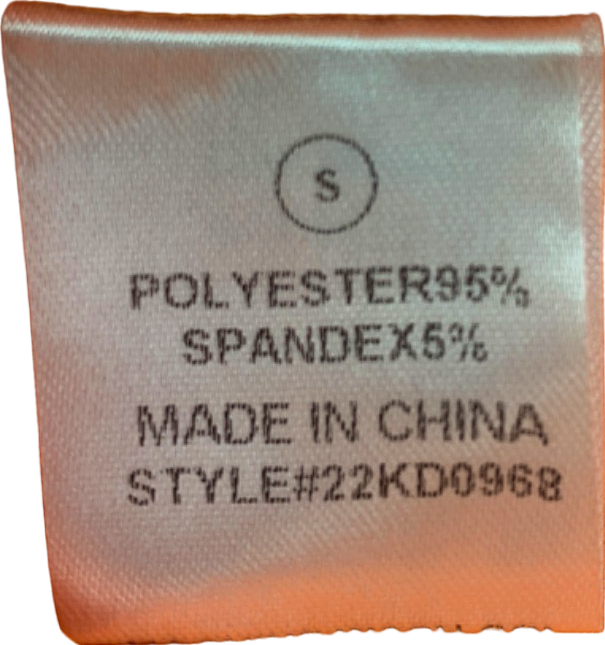 S
POLYESTER95%
SPANDEX5%
MADE IN CHINA
STYLE#22KD0968